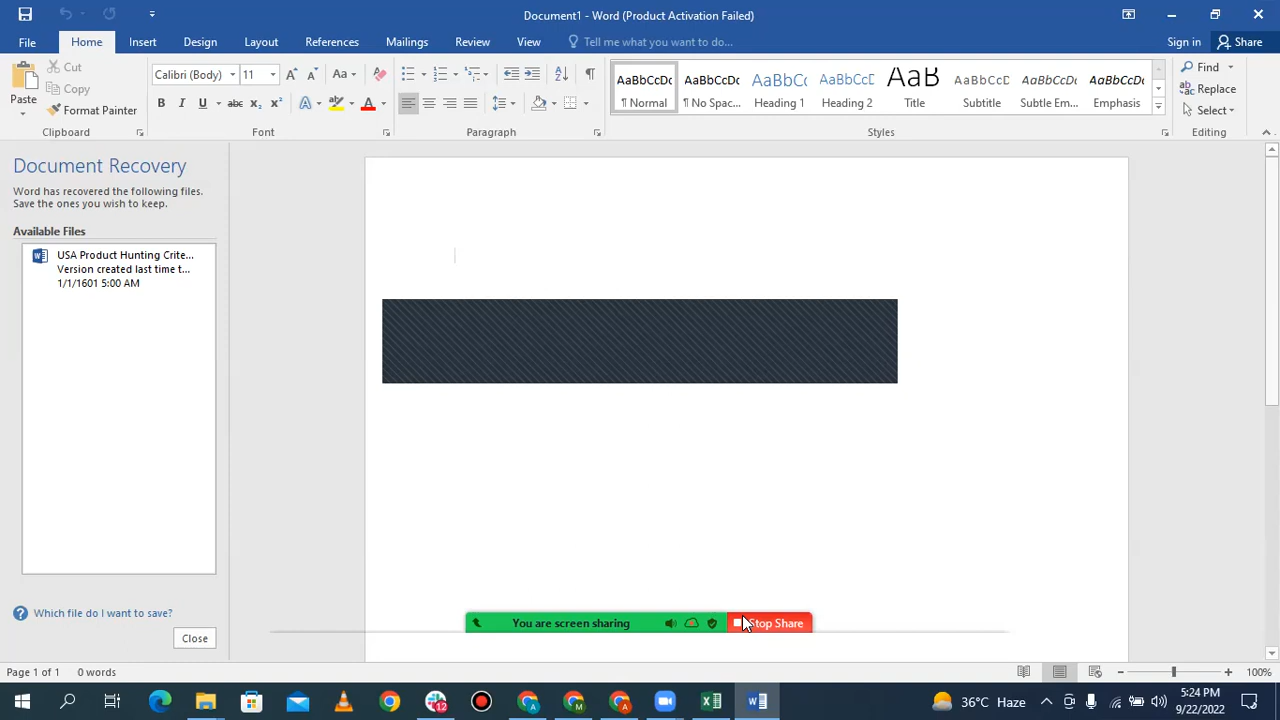 Document1 - Word (Product Activation Failed)
File Home Insert Design Layout References Mailings Review View Tell me what you want to do... Sign in Share
Paste
Cut
Copy
Format Painter
Calibri (Body) 11
Aa
B I U abc x₂ x² A A
AaBbCcDc AaBbCcDc AaBbCc AaBbCcD AaB AaBbCcD AaBbCcDc AaBbCcDc
¶ Normal ¶ No Spac... Heading Heading 2 Title Subtitle Subtle Em... Emphasis
Find
Replace
Select
Clipboard Font Paragraph Styles Editing
Document Recovery
Word has recovered the following files.
Save the ones you wish to keep.
Available Files
USA Product Hunting Crite...
Version created last time t...
1/1/1601 5:00 AM
Which file do I want to save?
Close
You are screen sharing Stop Share
Page 1 of 1 0 words 100%
12
36°C Haze
5:24 PM
9/22/2022